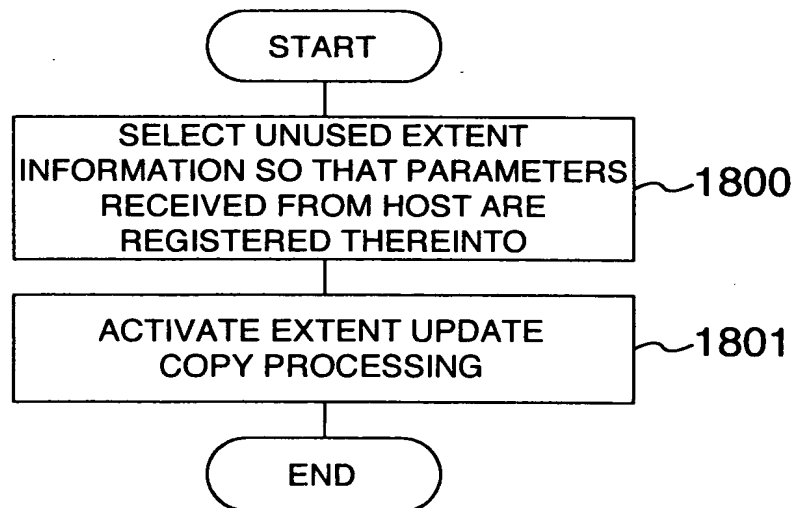 START
SELECT UNUSED EXTENT
INFORMATION SO THAT PARAMETERS
RECEIVED FROM HOST ARE
REGISTERED THEREINTO
1800
ACTIVATE EXTENT UPDATE
COPY PROCESSING
1801
END